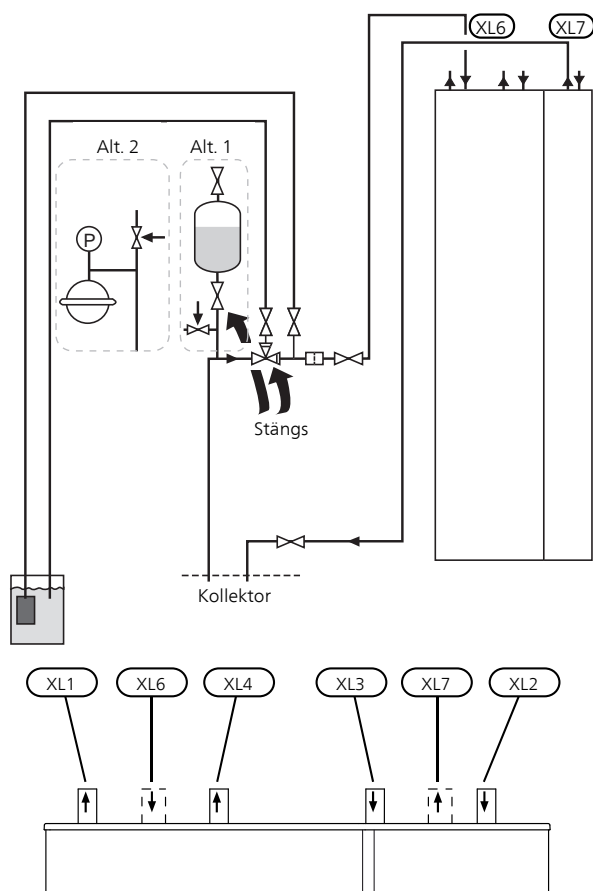 XL6 XL7
Alt. 2 Alt. 1
P
Stängs
Kollektor
XL1 XL6 XL4 XL3 XL7 XL2